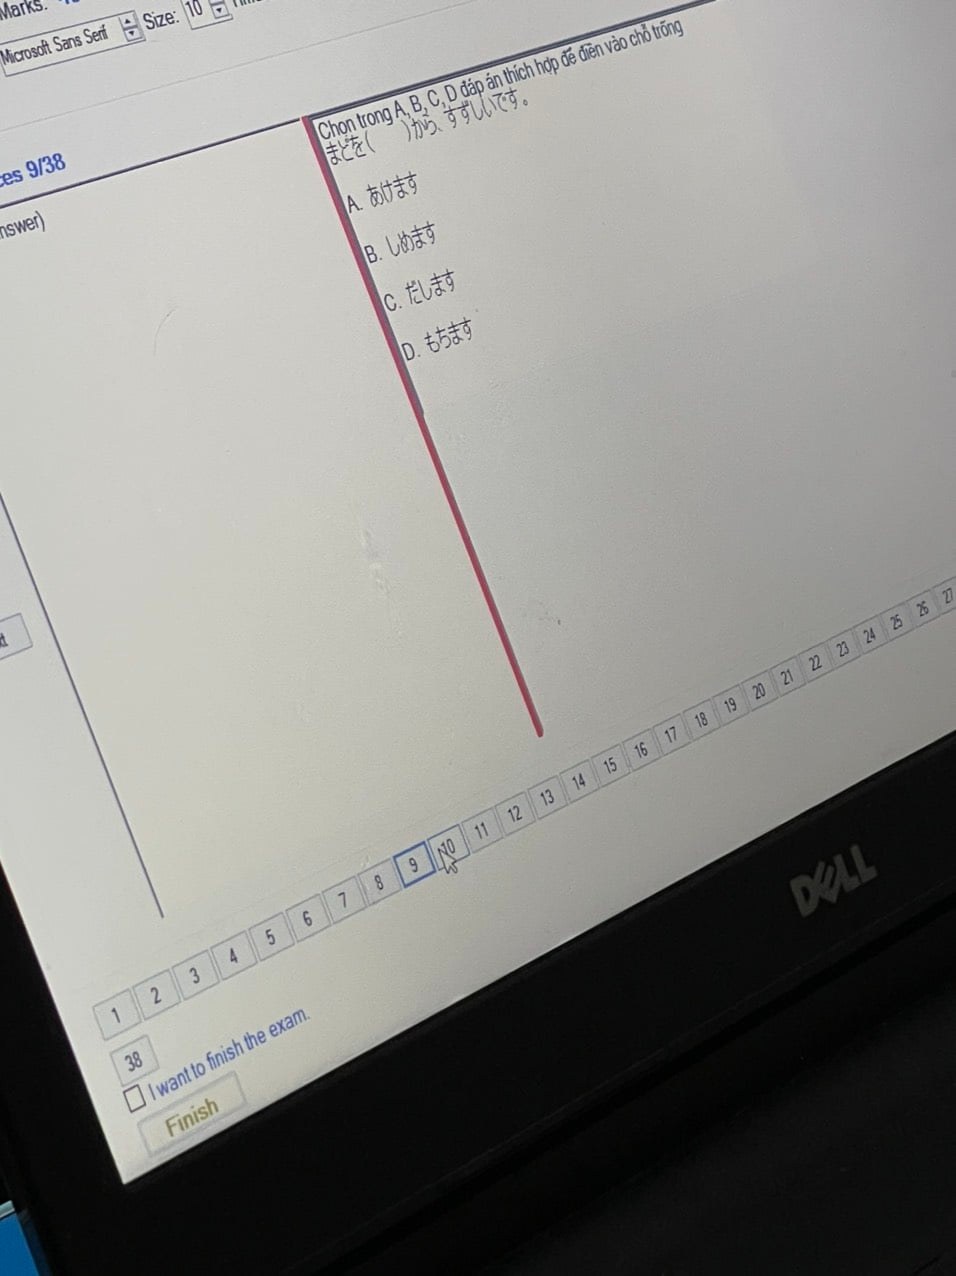 Marks:
Microsoft Sans Serif Size: 10
ces 9/38
nswer)
Chọn trong A, B, C, D đáp án thích hợp để điền vào chỗ trống
まどを( )から、すずしいです。
A. あけます
B. しめます
C. だします
D. もちます
1 2 3 4 5 6 7 8 9 10 11 12 13 14 15 16 17 18 19 20 21 22 23 24 25 26 27
38
I want to finish the exam.
Finish
DELL